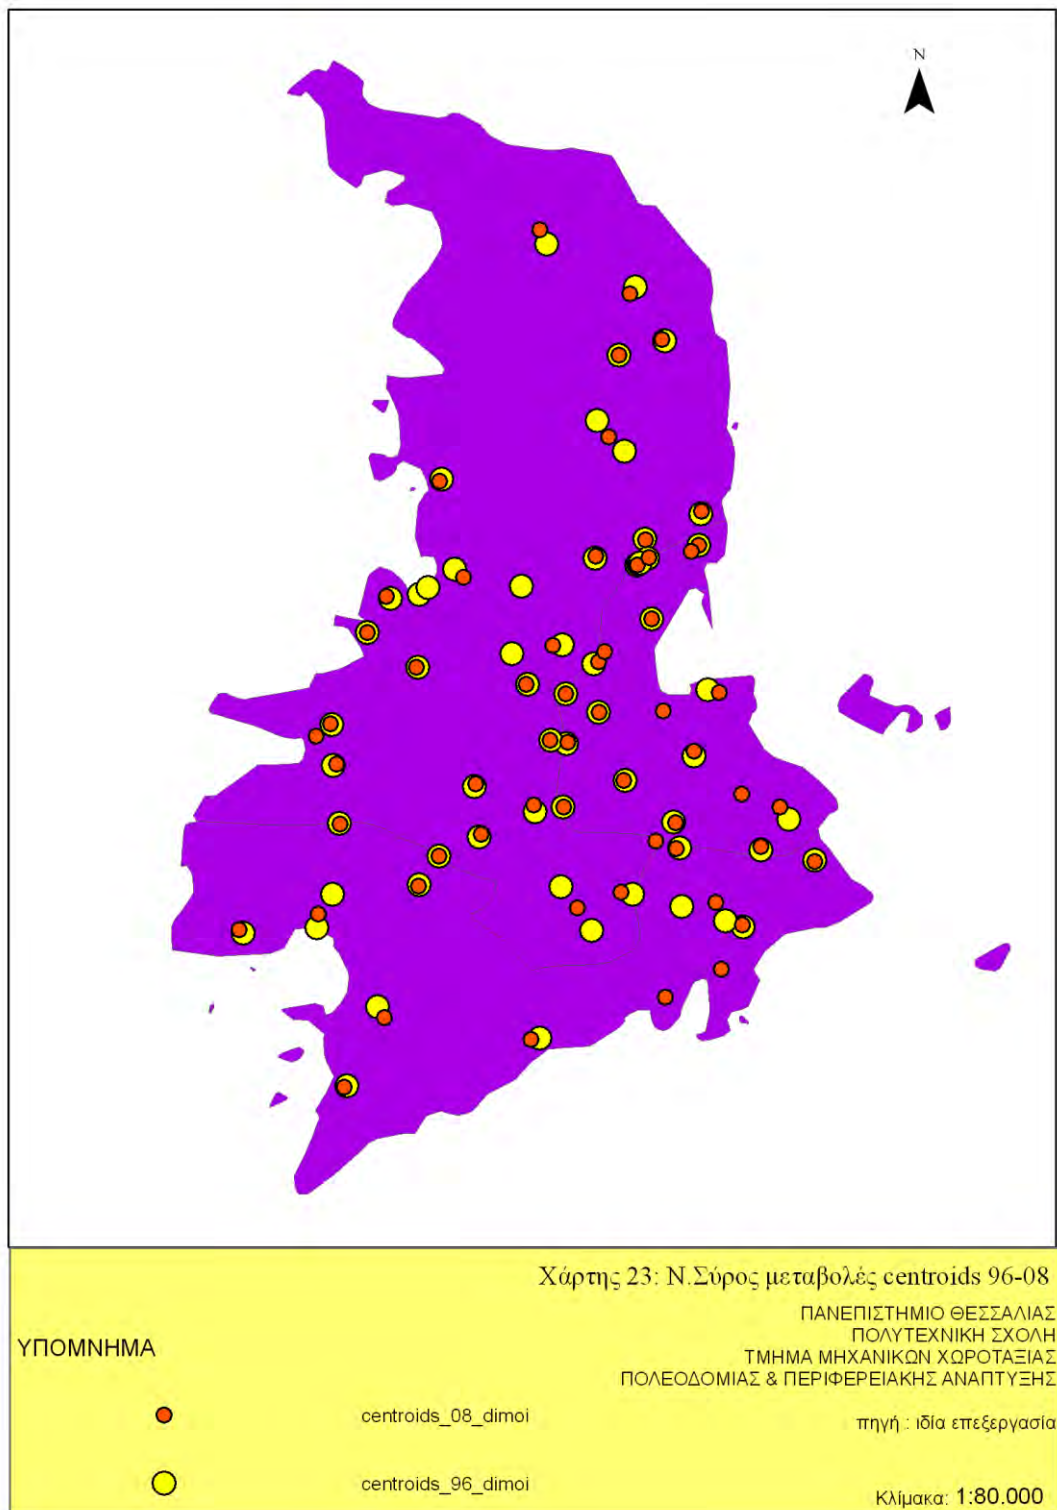 N
Χάρτης 23: Ν.Σύρος μεταβολές centroids 96-08
ΠΑΝΕΠΙΣΤΗΜΙΟ ΘΕΣΣΑΛΙΑΣ
ΠΟΛΥΤΕΧΝΙΚΗ ΣΧΟΛΗ
ΤΜΗΜΑ ΜΗΧΑΝΙΚΩΝ ΧΩΡΟΤΑΞΙΑΣ
ΠΟΛΕΟΔΟΜΙΑΣ & ΠΕΡΙΦΕΡΕΙΑΚΗΣ ΑΝΑΠΤΥΞΗΣ
ΥΠΟΜΝΗΜΑ
centroids_08_dimoi
πηγή : ιδία επεξεργασία
centroids_96_dimoi
Κλίμακα: 1:80.000